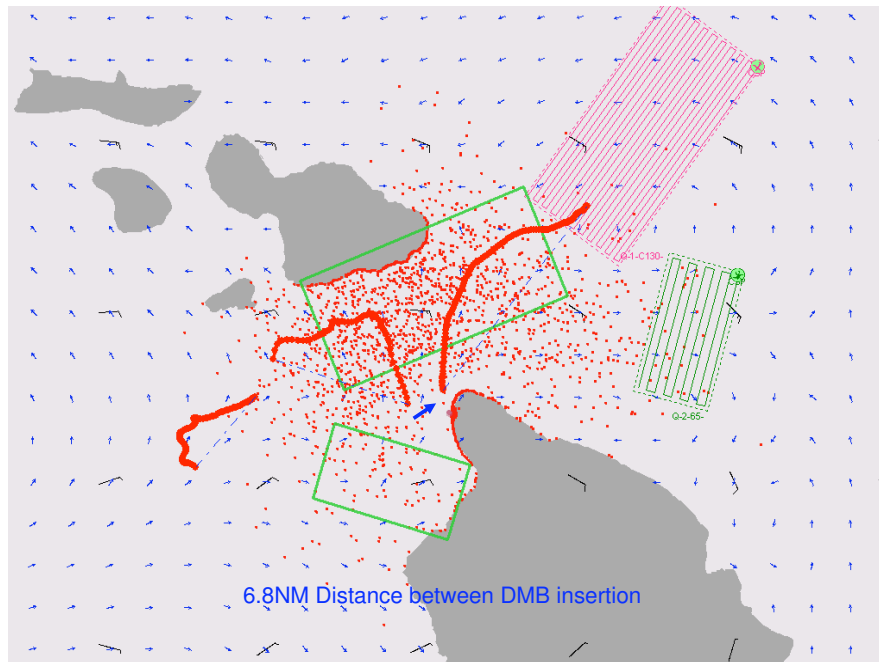 Q-1-C130-
Q-2-65-
6.8NM Distance between DMB insertion